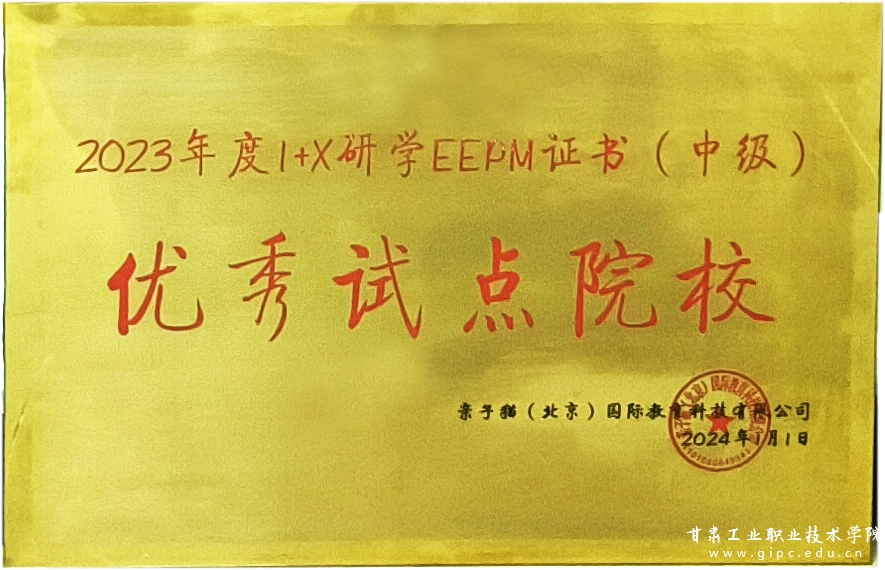 2023年度1+X研学EEPM证书（中级）
优秀试点院校
亲子猫（北京）国际教育科技有限公司
2024年1月1日
甘肃工业职业技术学院
www.gipc.edu.cn